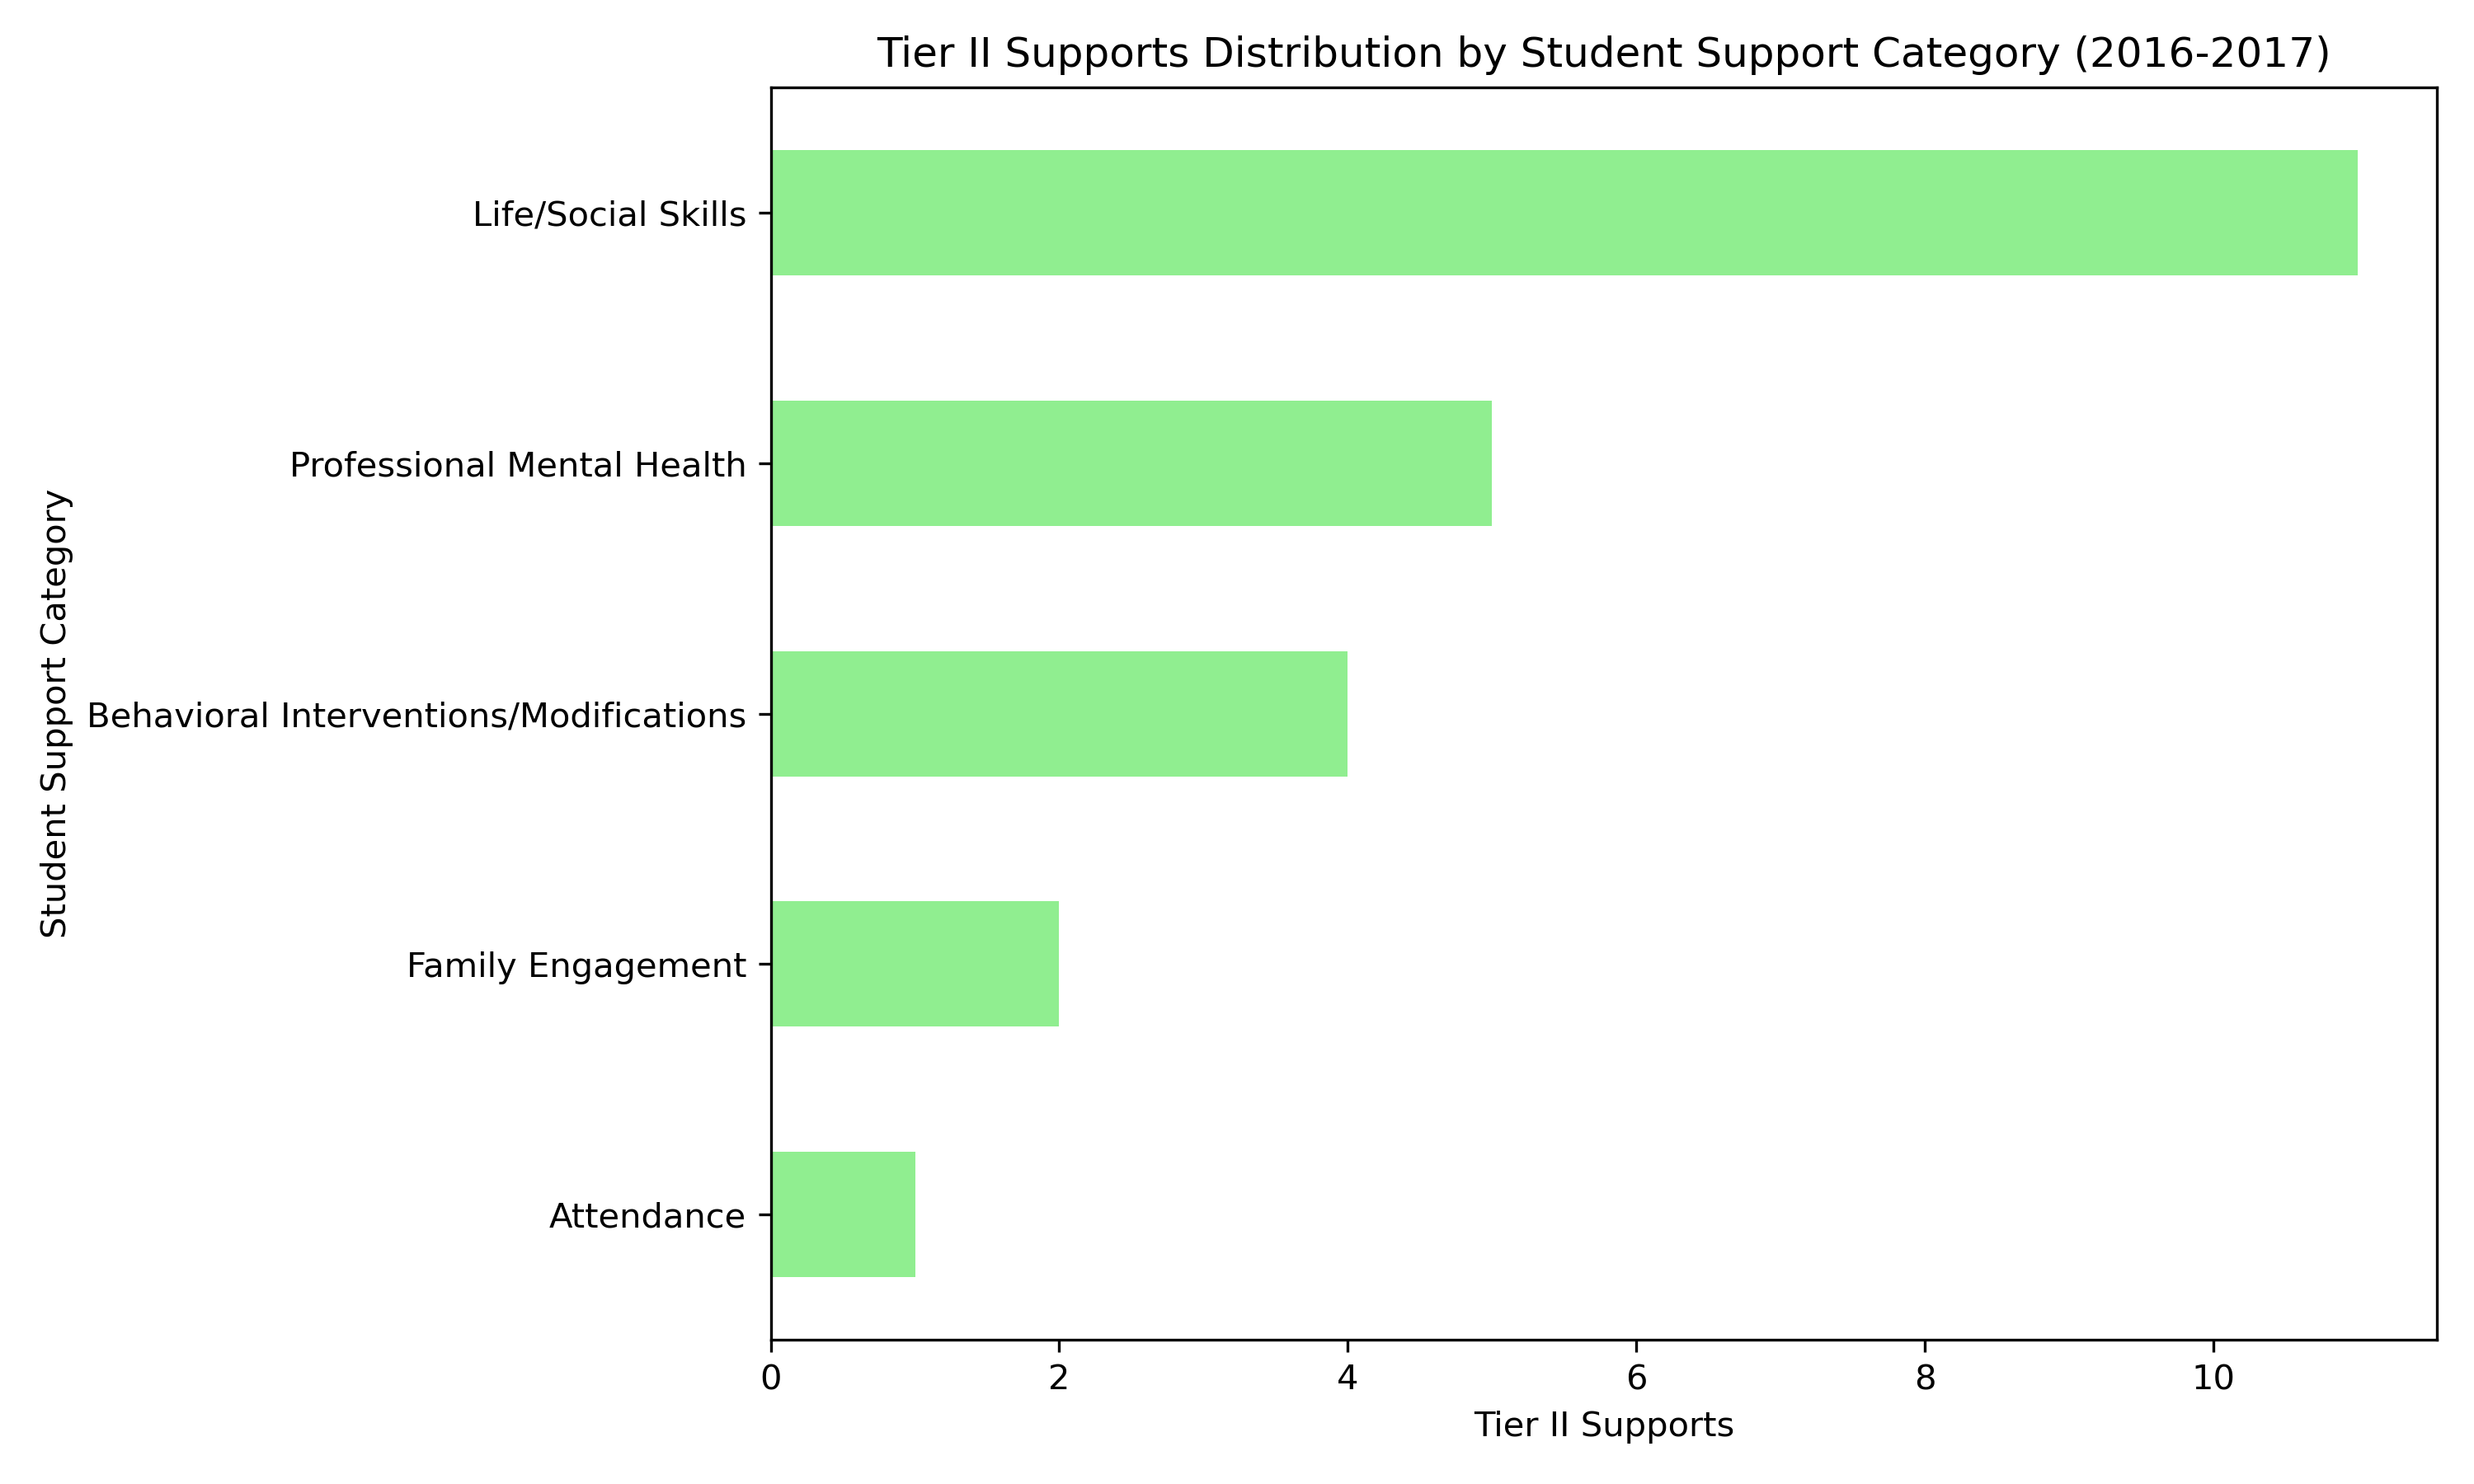 Tier II Supports Distribution by Student Support Category (2016-2017)
Student Support Category
Life/Social Skills
Professional Mental Health
Behavioral Interventions/Modifications
Family Engagement
Attendance
0 2 4 6 8 10
Tier II Supports